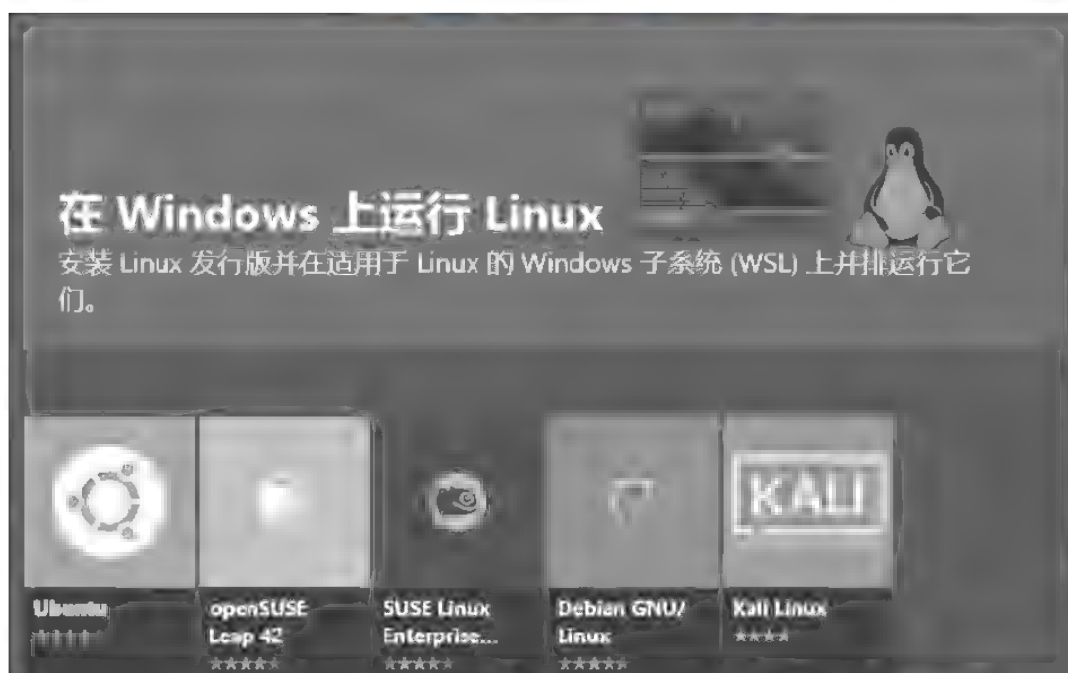 在 Windows 上运行 Linux
安装 Linux 发行版并在适用于 Linux 的 Windows 子系统 (WSL) 上并排运行它
们。
KALI
Ubuntu
openSUSE
Leap 42
SUSE Linux
Enterprise...
Debian GNU/
Linux
Kali Linux